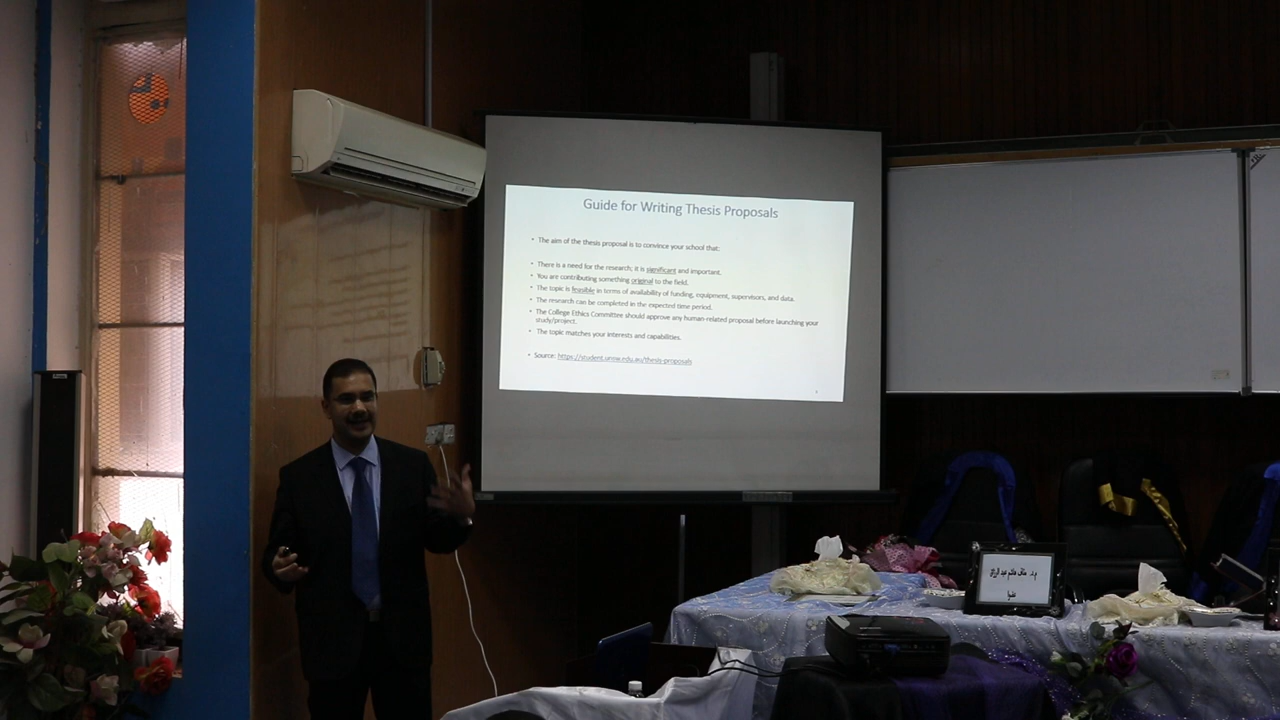 Guide for Writing Thesis Proposals
• The aim of the thesis proposal is to convince your school that:
• There is a need for the research; it is significant and important.
• You are contributing something original to the field.
• The topic is feasible in terms of availability of funding, equipment, supervisors, and data.
• The research can be completed in the expected time period.
• The College Ethics Committee should approve any human-related proposal before launching your
study/project.
• The topic matches your interests and capabilities.
• Source: https://student.unsw.edu.au/thesis-proposals
عضوا